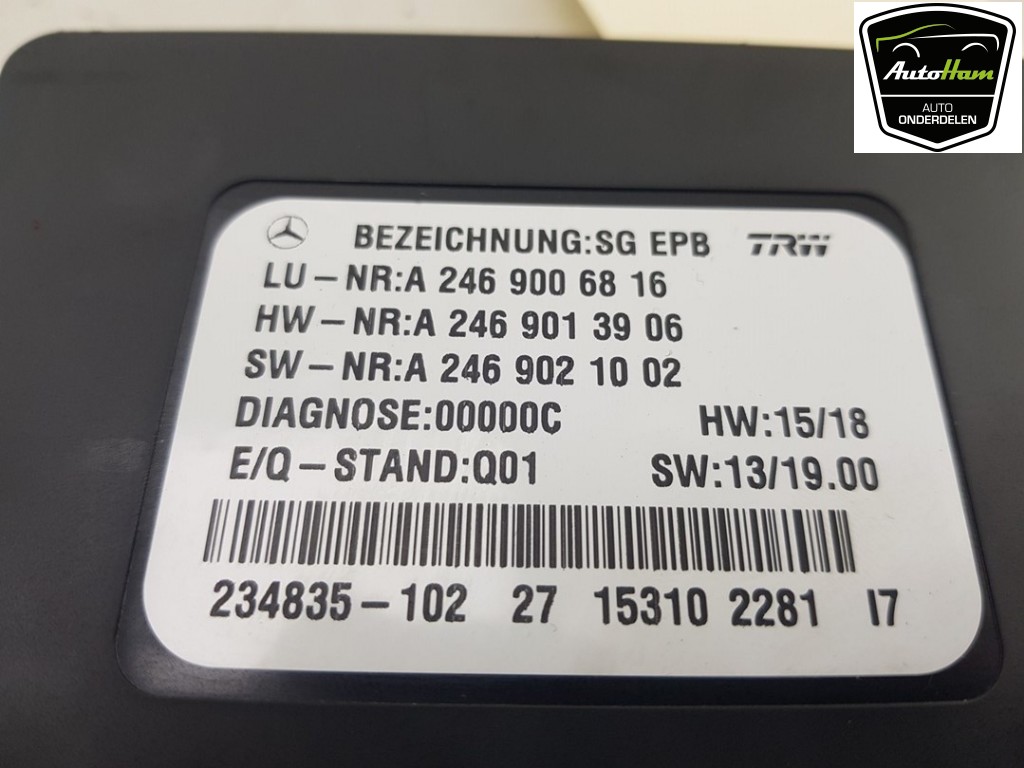 AutoHam
AUTO
ONDERDELEN
BEZEICHNUNG:SG EPB TRW
LU-NR:A 246 900 68 16
HW-NR:A 246 901 39 06
SW-NR:A 246 902 10 02
DIAGNOSE:00000C HW:15/18
E/Q-STAND:Q01 SW:13/19.00
234835-102 27 15310 2281 I7